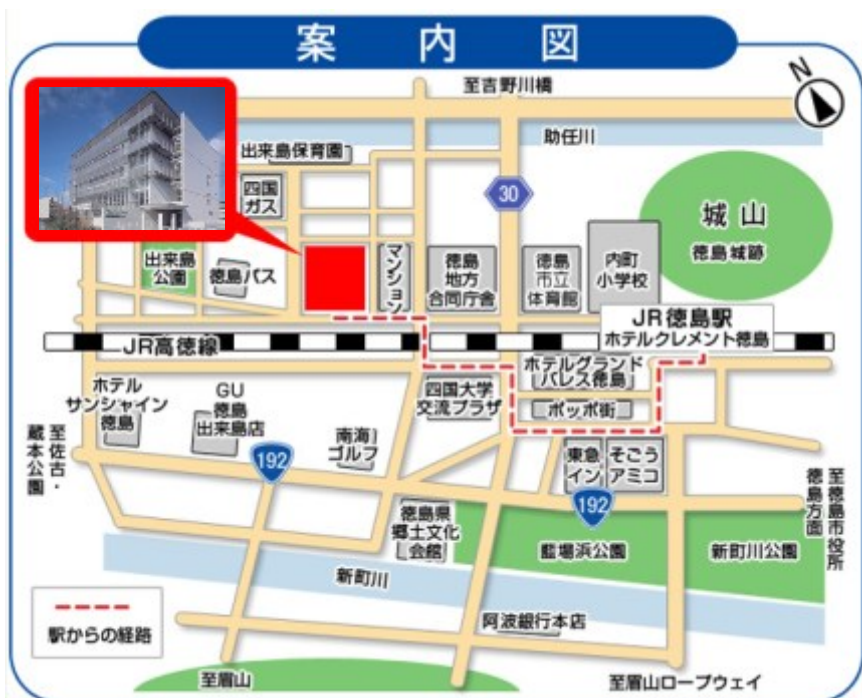 案内図
N
至吉野川橋
助任川
出来島保育園
四国
ガス
30
城山
徳島城跡
出来島
公園
徳島バス
マンション
徳島
地方
合同庁舎
徳島
市立
体育館
内町
小学校
JR徳島駅
ホテルクレメント徳島
JR高徳線
ホテルグランド
パレス徳島
ホテル
サンシャイン
徳島
GU
徳島
出来島店
四国大学
交流プラザ
ポッポ街
至佐古・
蔵本公園
南海ゴルフ
192
東急
イン
そごう
アミコ
192
至徳島市役所
徳島方面
徳島県
郷土文化
会館
藍場浜公園
新町川公園
新町川
阿波銀行本店
駅からの経路
至眉山
至眉山ロープウェイ